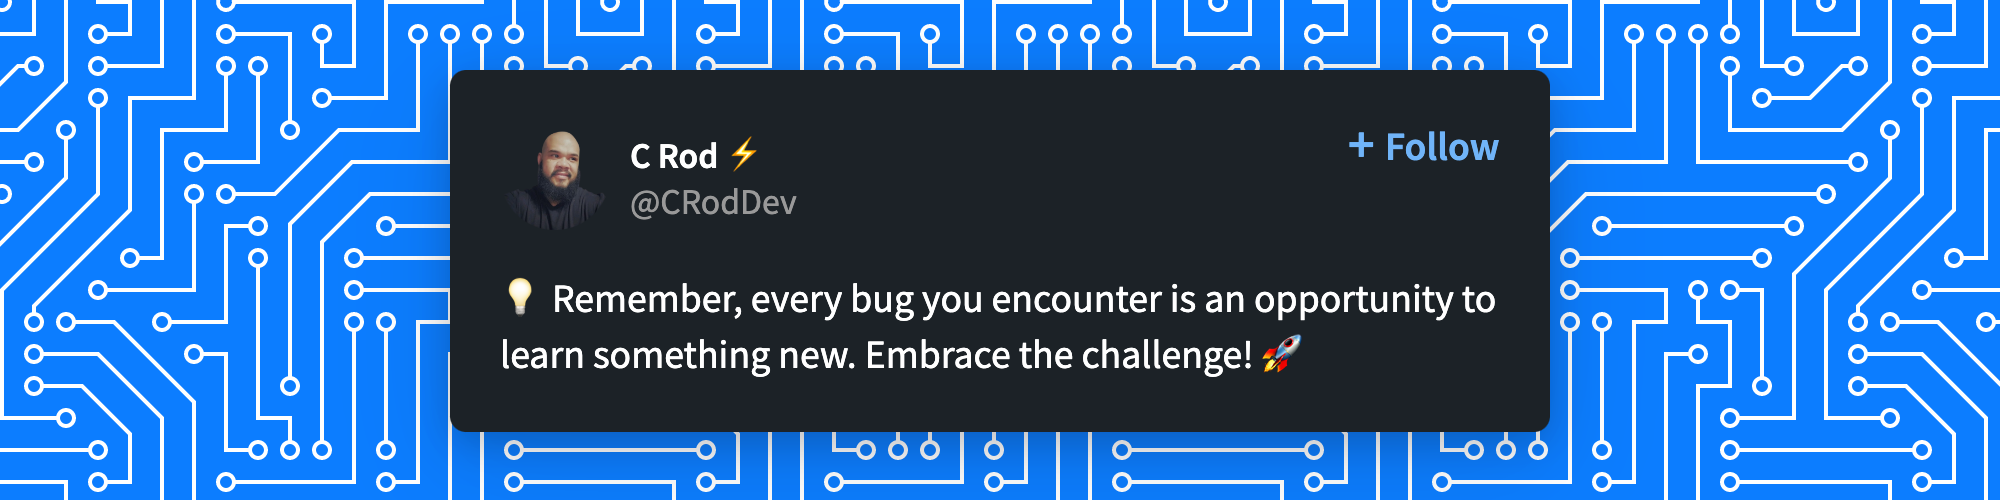 C Rod ⚡
+ Follow
@CRodDev
💡 Remember, every bug you encounter is an opportunity to
learn something new. Embrace the challenge! 🚀